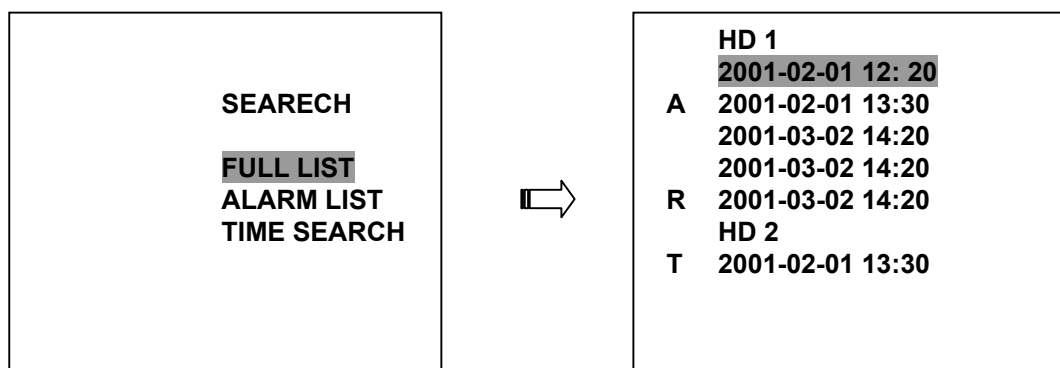 SEARECH
FULL LIST
ALARM LIST
TIME SEARCH
HD 1
2001-02-01 12: 20
A 2001-02-01 13:30
2001-03-02 14:20
2001-03-02 14:20
R 2001-03-02 14:20
HD 2
T 2001-02-01 13:30